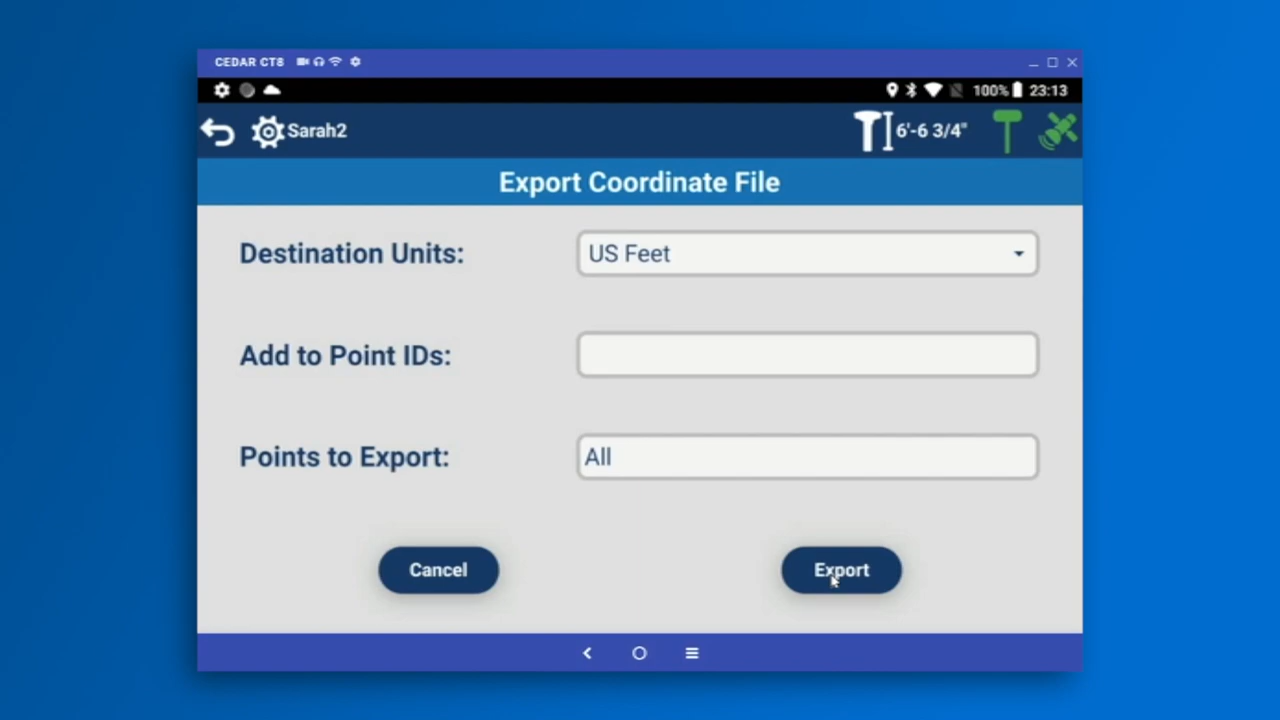 CEDAR CT8
100% 23:13
Sarah2
6'-6 3/4"
Export Coordinate File
Destination Units: US Feet
Add to Point IDs:
Points to Export: All
Cancel Export